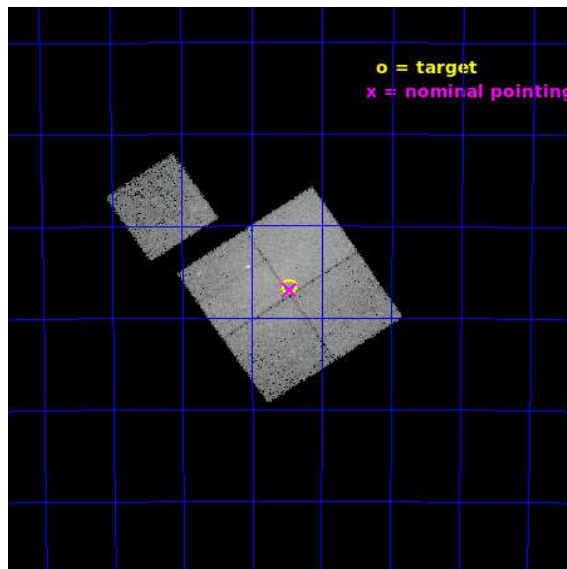 o = target
x = nominal pointing